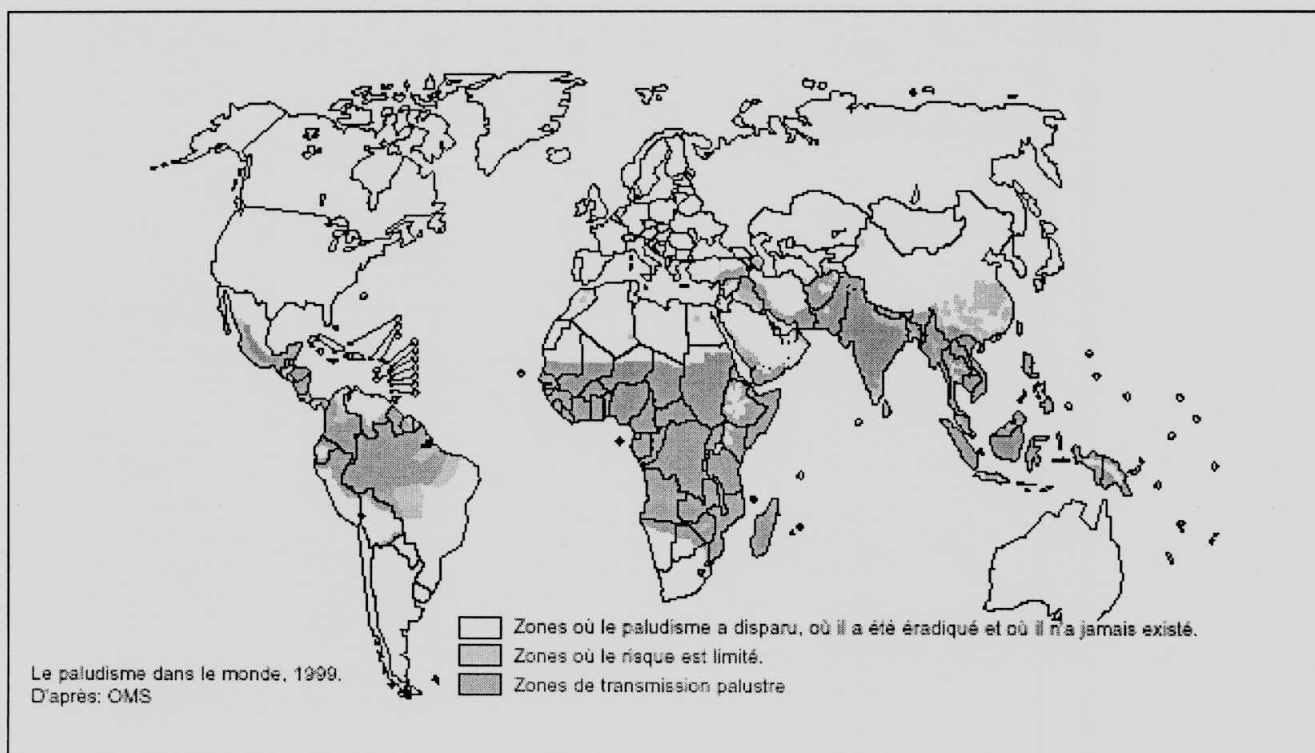 Zones où le paludisme a disparu, où il a été éradiqué et où il n'a jamais existé.
Zones où le risque est limité.
Zones de transmission palustre
Le paludisme dans le monde, 1999.
D'après: OMS